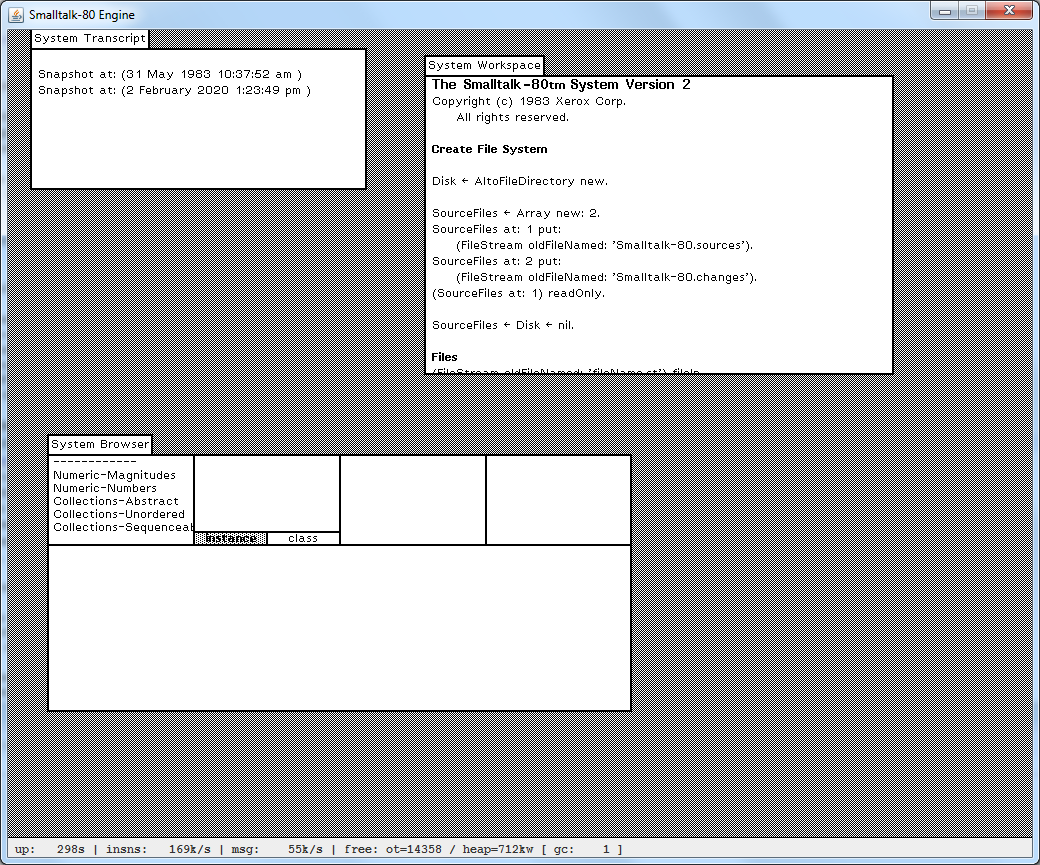 Smalltalk-80 Engine
System Transcript
Snapshot at: (31 May 1983 10:37:52 am )
Snapshot at: (2 February 2020 1:23:49 pm )
System Workspace
The Smalltalk-80tm System Version 2
Copyright (c) 1983 Xerox Corp.
All rights reserved.
Create File System
Disk ← AltoFileDirectory new.
SourceFiles ← Array new: 2.
SourceFiles at: 1 put:
(FileStream oldFileNamed: 'Smalltalk-80.sources').
SourceFiles at: 2 put:
(FileStream oldFileNamed: 'Smalltalk-80.changes').
(SourceFiles at: 1) readOnly.
SourceFiles ← Disk ← nil.
Files
(FileStream oldFileNamed: 'fileName.st') fileIn.
System Browser
------------
Numeric-Magnitudes
Numeric-Numbers
Collections-Abstract
Collections-Unordered
Collections-Sequenceab
instance
class
up: 298s | insns: 169k/s | msg: 55k/s | free: ot=14358 / heap=712kw [ gc: 1 ]